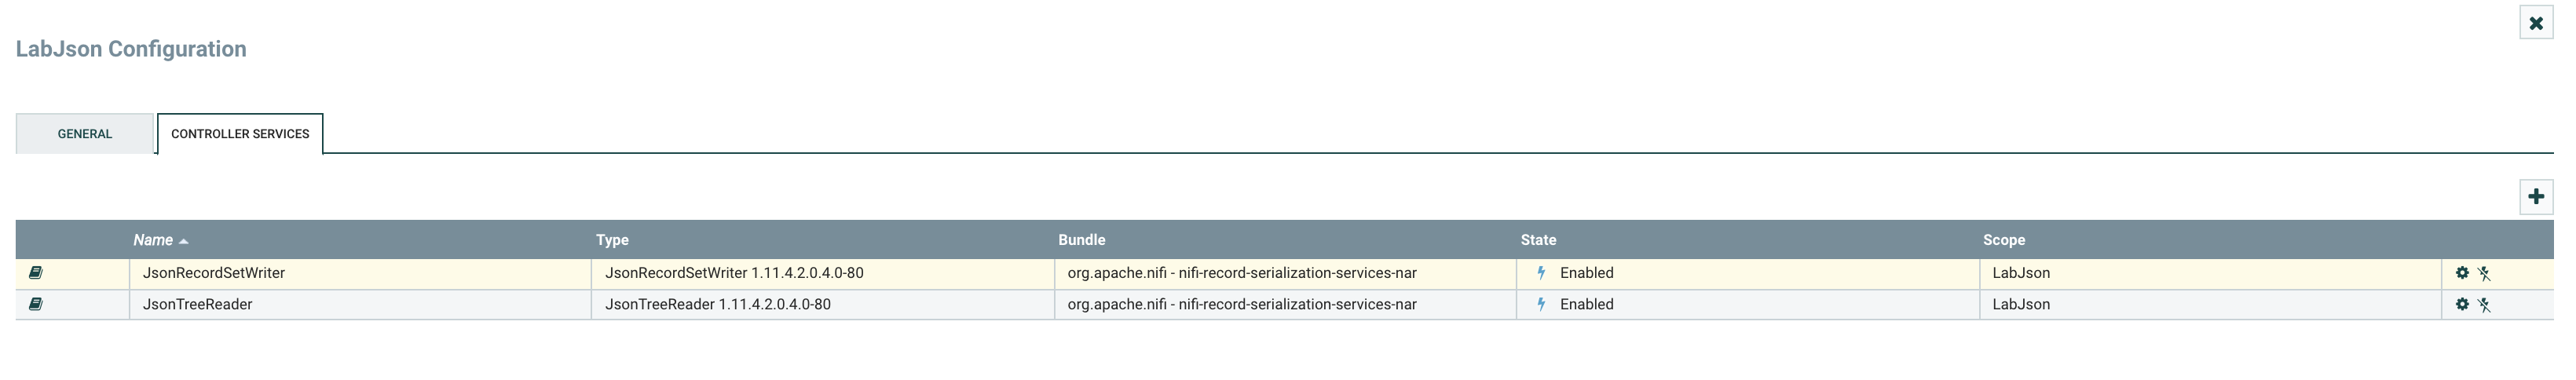 LabJson Configuration
GENERAL
CONTROLLER SERVICES
Name Type Bundle State Scope
JsonRecordSetWriter JsonRecordSetWriter 1.11.4.2.0.4.0-80 org.apache.nifi - nifi-record-serialization-services-nar Enabled LabJson
JsonTreeReader JsonTreeReader 1.11.4.2.0.4.0-80 org.apache.nifi - nifi-record-serialization-services-nar Enabled LabJson